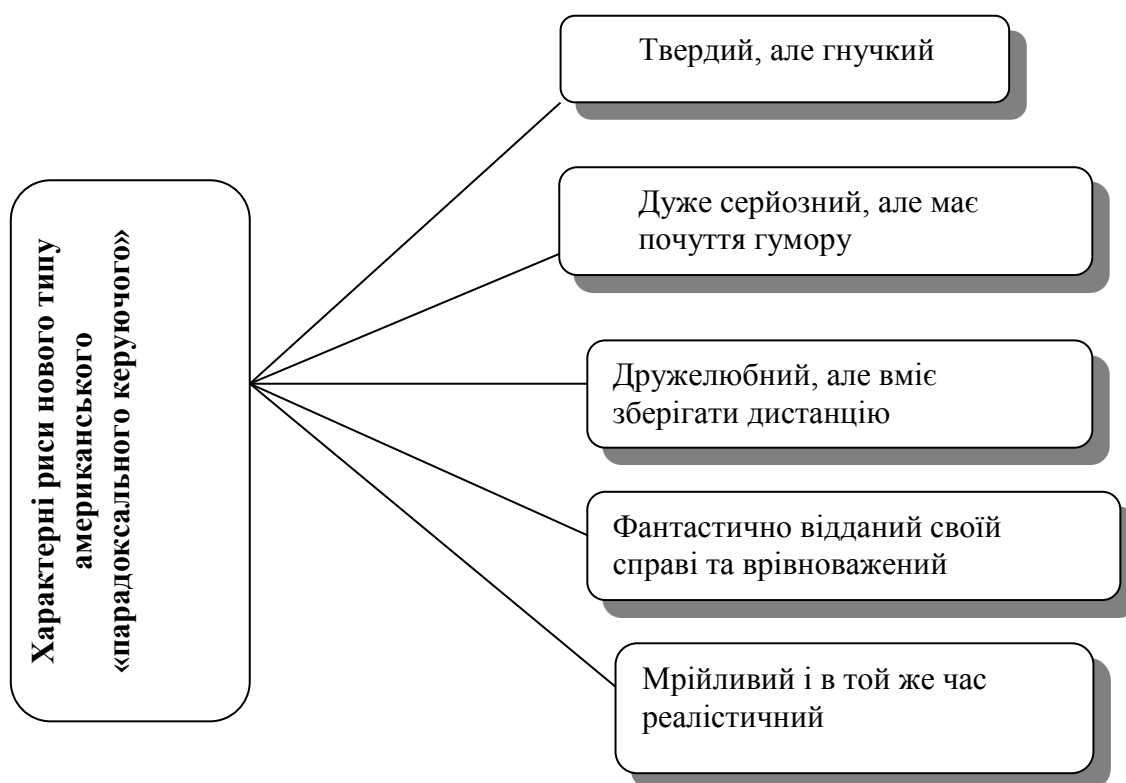 Характерні риси нового типу
американського
«парадоксального керуючого»
Твердий, але гнучкий
Дуже серйозний, але має
почуття гумору
Дружелюбний, але вміє
зберігати дистанцію
Фантастично відданий своїй
справі та врівноважений
Мрійливий і в той же час
реалістичний